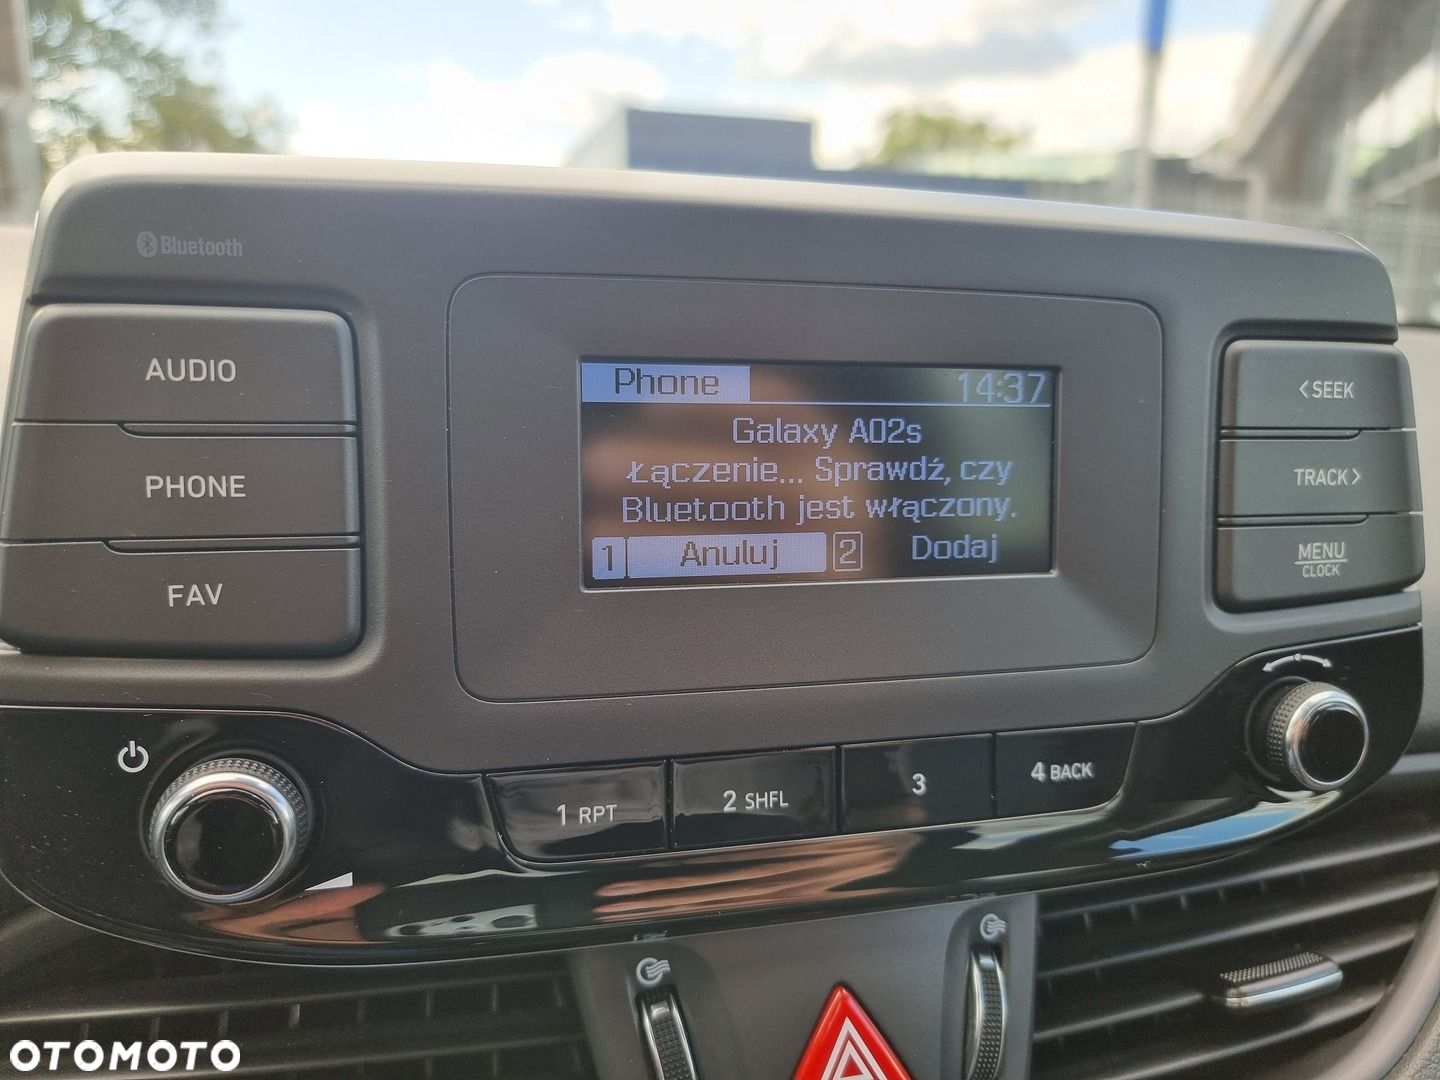 Bluetooth
AUDIO
PHONE
FAV
Phone 14:37
Galaxy A02s
Łączenie... Sprawdź, czy
Bluetooth jest włączony.
1 Anuluj 2 Dodaj
<SEEK
TRACK>
MENU
CLOCK
1 RPT
2 SHFL
3
4 BACK
OTOMOTO